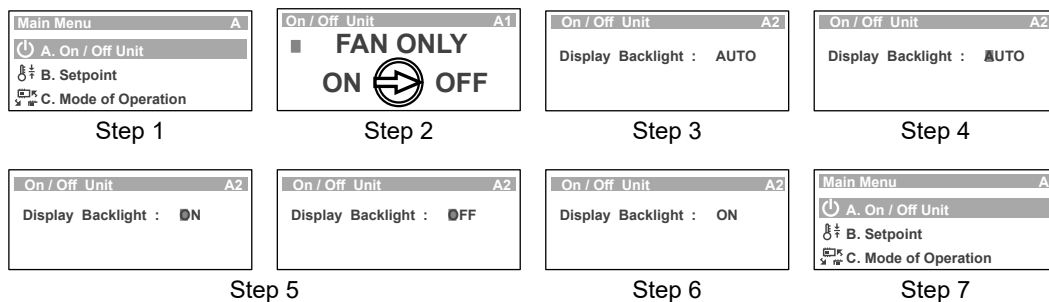 Main Menu A
A. On / Off Unit
B. Setpoint
C. Mode of Operation
Step 1
On / Off Unit A1
FAN ONLY
ON OFF
Step 2
On / Off Unit A2
Display Backlight : AUTO
Step 3
On / Off Unit A2
Display Backlight : AUTO
Step 4
On / Off Unit A2
Display Backlight : ON
On / Off Unit A2
Display Backlight : OFF
Step 5
On / Off Unit A2
Display Backlight : ON
Step 6
Main Menu A
A. On / Off Unit
B. Setpoint
C. Mode of Operation
Step 7